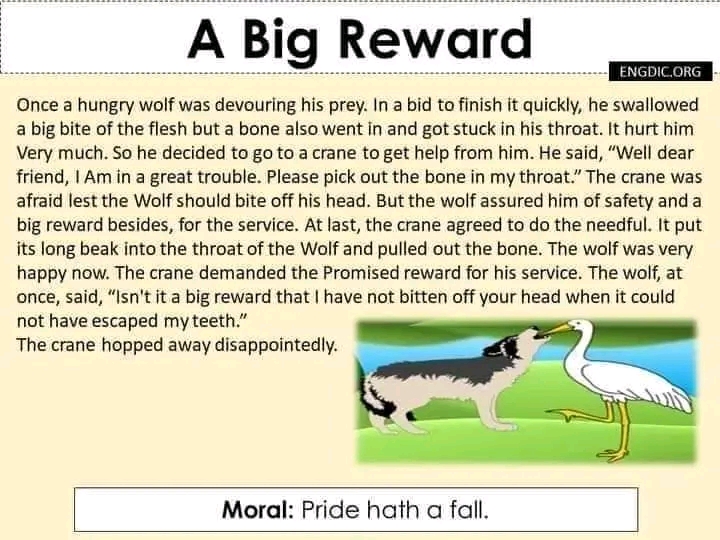 A Big Reward
ENGDIC.ORG
Once a hungry wolf was devouring his prey. In a bid to finish it quickly, he swallowed
a big bite of the flesh but a bone also went in and got stuck in his throat. It hurt him
Very much. So he decided to go to a crane to get help from him. He said, “Well dear
friend, I Am in a great trouble. Please pick out the bone in my throat.” The crane was
afraid lest the Wolf should bite off his head. But the wolf assured him of safety and a
big reward besides, for the service. At last, the crane agreed to do the needful. It put
its long beak into the throat of the Wolf and pulled out the bone. The wolf was very
happy now. The crane demanded the Promised reward for his service. The wolf, at
once, said, “Isn't it a big reward that I have not bitten off your head when it could
not have escaped my teeth.”
The crane hopped away disappointedly.
Moral: Pride hath a fall.